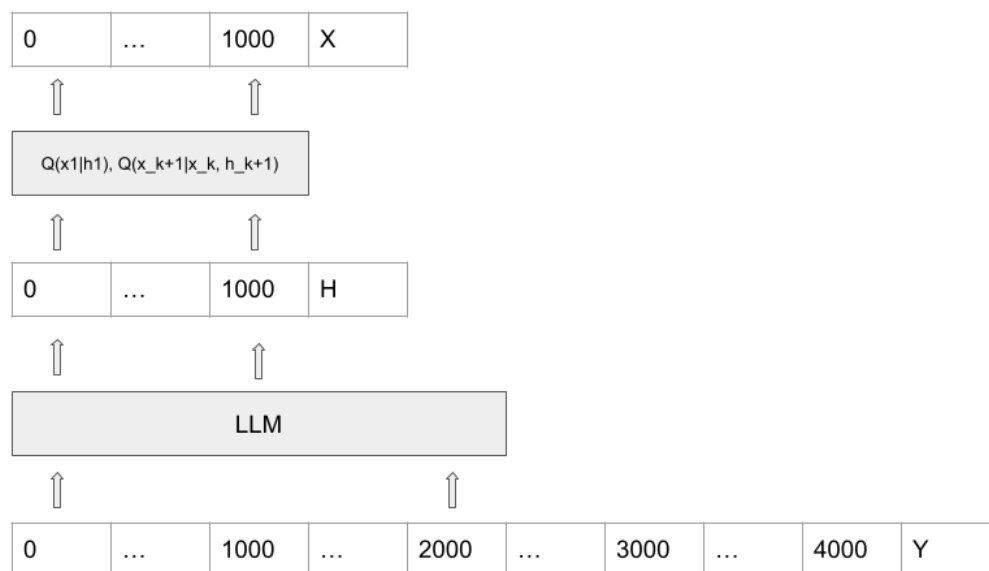 0 … 1000 X
Q(x1|h1), Q(x_k+1|x_k, h_k+1)
0 … 1000 H
LLM
0 … 1000 … 2000 … 3000 … 4000 Y